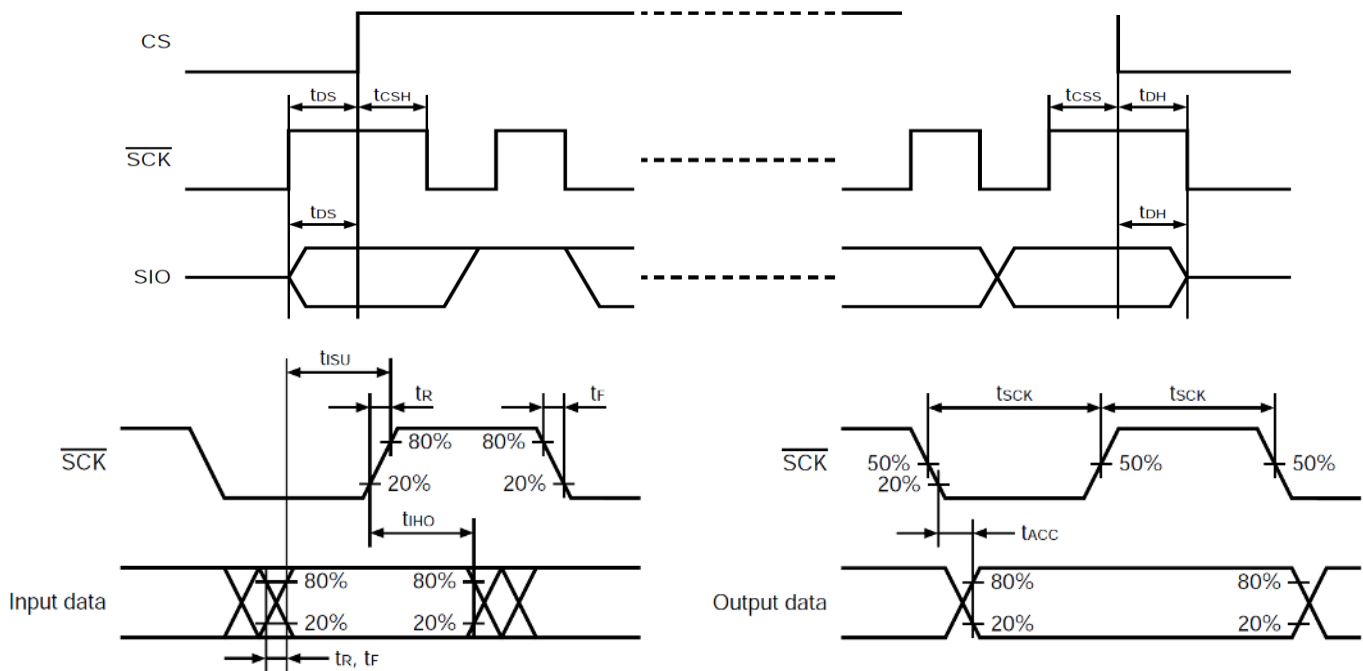 CS
tDS tCSH tCSS tDH
SCK
tDS tDH
SIO
tISU
tR tF
SCK
80% 80%
20% 20%
tIHO
Input data
80% 80%
20% 20%
tR, tF
tSCK tSCK
SCK
50% 50% 50%
20%
tACC
Output data
80% 80%
20% 20%